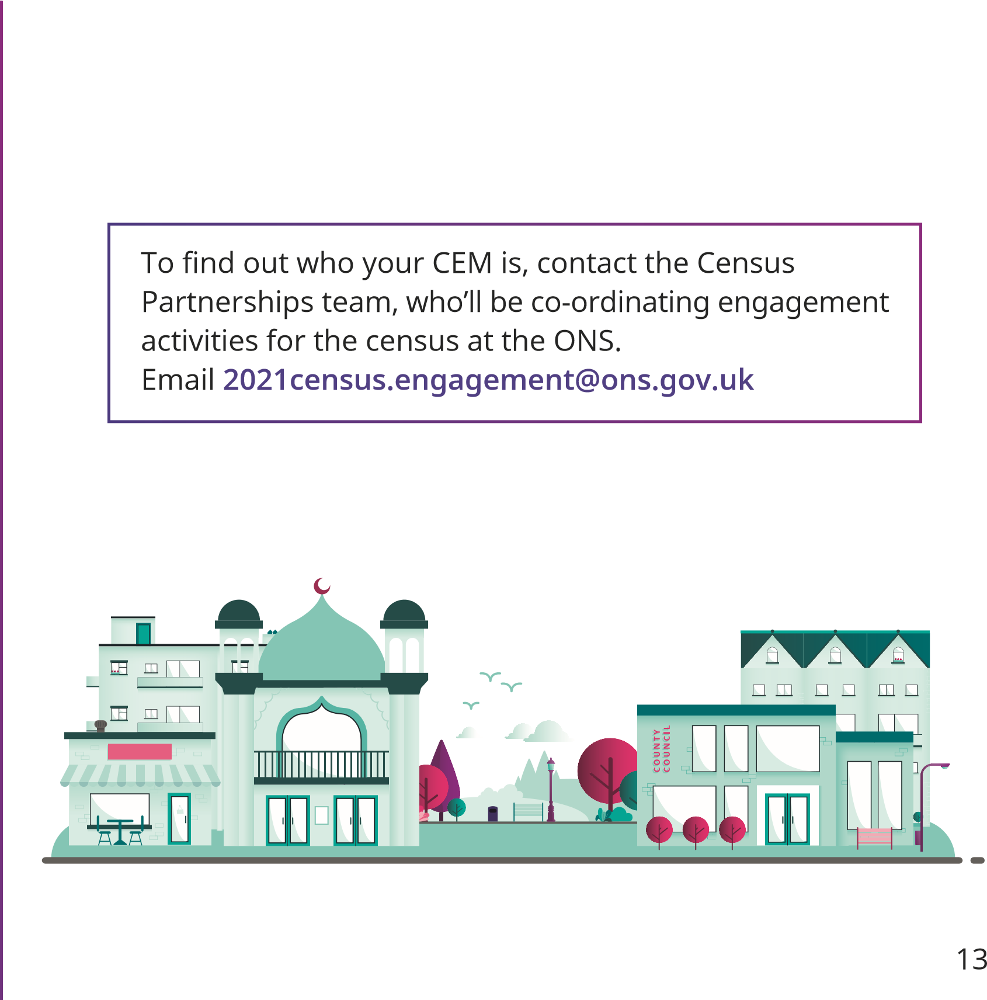 To find out who your CEM is, contact the Census
Partnerships team, who’ll be co-ordinating engagement
activities for the census at the ONS.
Email 2021census.engagement@ons.gov.uk
COUNTY
COUNCIL
13